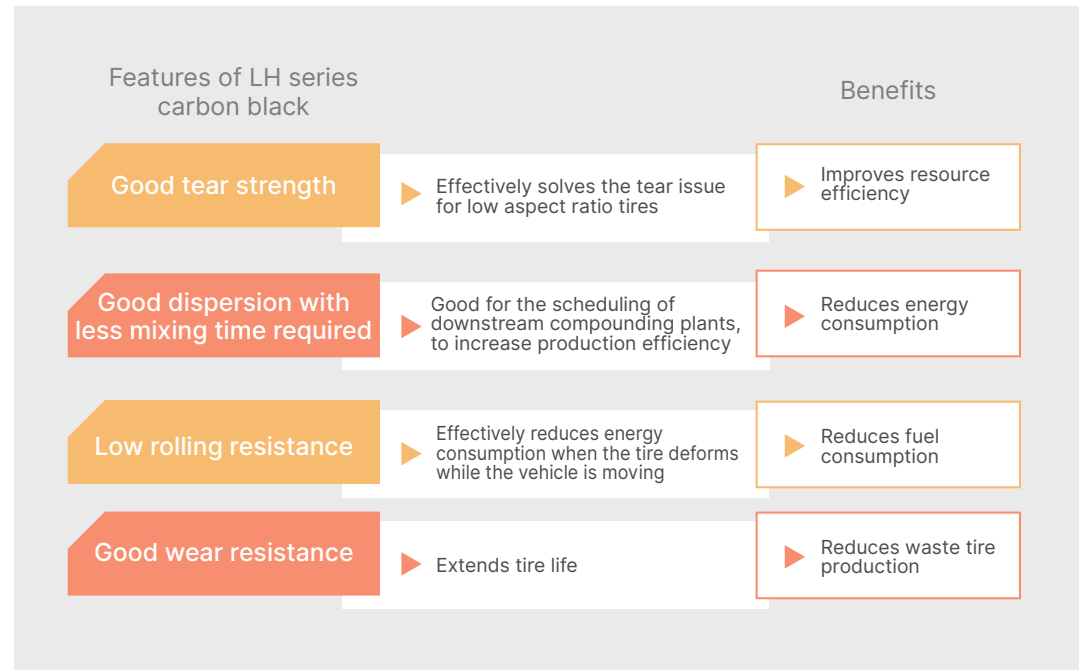 Features of LH series
carbon black
Benefits
Good tear strength
Effectively solves the tear issue
for low aspect ratio tires
Improves resource
efficiency
Good dispersion with
less mixing time required
Good for the scheduling of
downstream compounding plants,
to increase production efficiency
Reduces energy
consumption
Low rolling resistance
Effectively reduces energy
consumption when the tire deforms
while the vehicle is moving
Reduces fuel
consumption
Good wear resistance
Extends tire life
Reduces waste tire
production